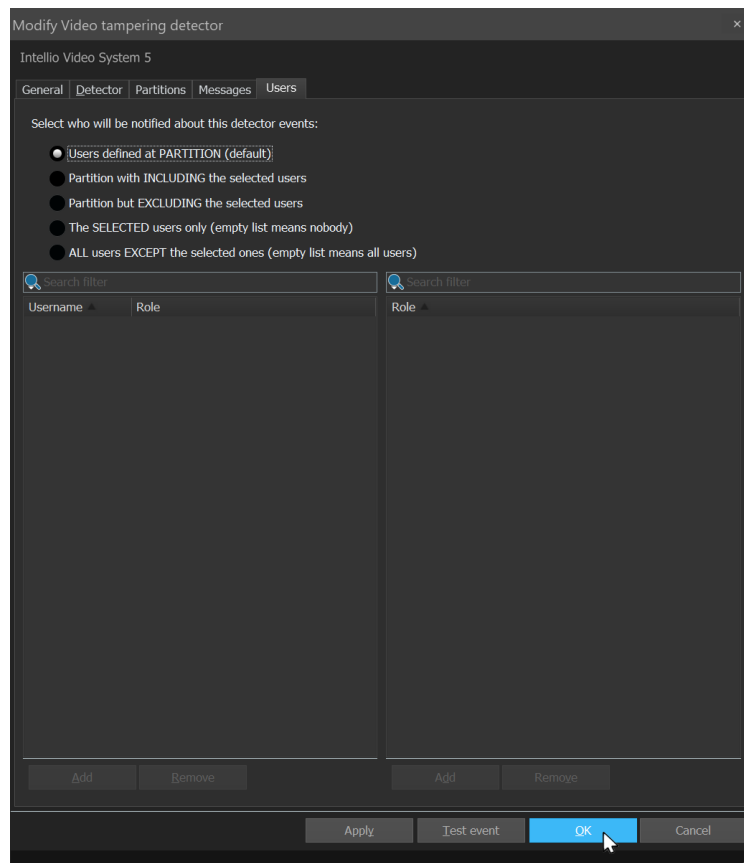 Modify Video tampering detector
Intellio Video System 5
General Detector Partitions Messages Users
Select who will be notified about this detector events:
Users defined at PARTITION (default)
Partition with INCLUDING the selected users
Partition but EXCLUDING the selected users
The SELECTED users only (empty list means nobody)
ALL users EXCEPT the selected ones (empty list means all users)
Search filter Search filter
Username Role Role
Add Remove Add Remove
Apply Test event OK Cancel